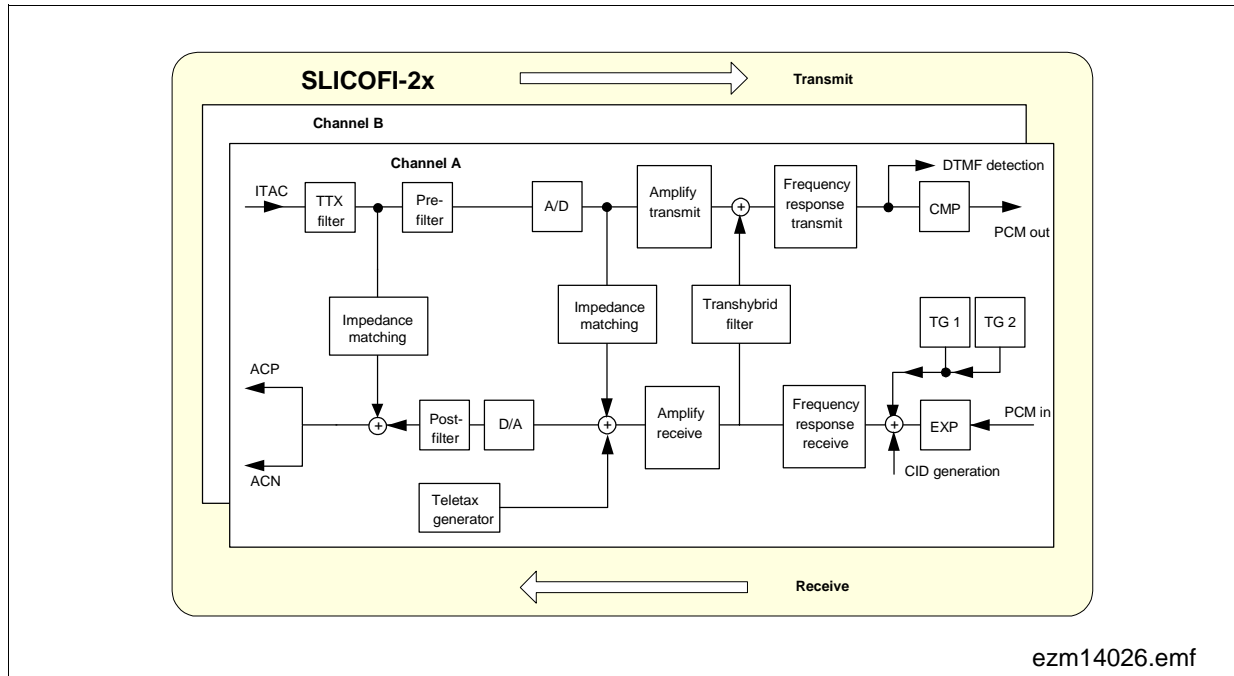 SLICOFI-2x
Transmit
Channel B
Channel A
DTMF detection
ITAC
TTX
filter
Pre-
filter
A/D
Amplify
transmit
Frequency
response
transmit
CMP
PCM out
Impedance
matching
Impedance
matching
Transhybrid
filter
TG 1
TG 2
ACP
Post-
filter
D/A
Amplify
receive
Frequency
response
receive
EXP
PCM in
ACN
CID generation
Teletax
generator
Receive
ezm14026.emf